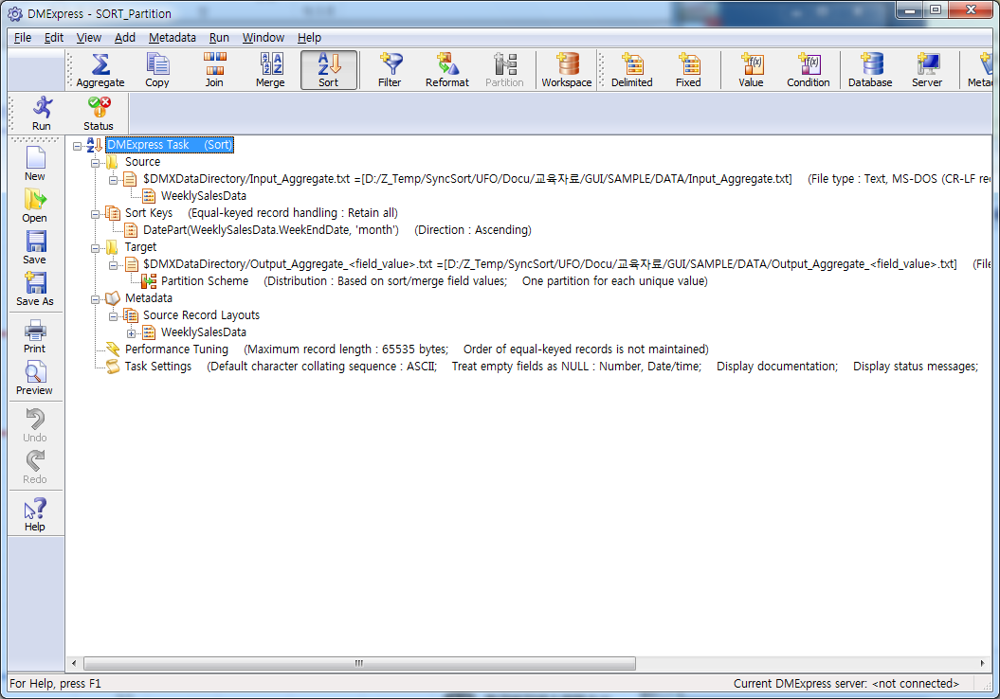 DMExpress - SORT_Partition
File Edit View Add Metadata Run Window Help
Aggregate Copy Join Merge Sort Filter Reformat Partition Workspace Delimited Fixed Value Condition Database Server Metad
Run Status
New
Open
Save
Save As
Print
Preview
Undo
Redo
Help
DMExpress Task (Sort)
Source
$DMXDataDirectory/Input_Aggregate.txt =[D:/Z_Temp/SyncSort/UFO/Docu/교육자료/GUI/SAMPLE/DATA/Input_Aggregate.txt] (File type : Text, MS-DOS (CR-LF re
WeeklySalesData
Sort Keys (Equal-keyed record handling : Retain all)
DatePart(WeeklySalesData.WeekEndDate, 'month') (Direction : Ascending)
Target
$DMXDataDirectory/Output_Aggregate_<field_value>.txt =[D:/Z_Temp/SyncSort/UFO/Docu/교육자료/GUI/SAMPLE/DATA/Output_Aggregate_<field_value>.txt] (File
Partition Scheme (Distribution : Based on sort/merge field values; One partition for each unique value)
Metadata
Source Record Layouts
WeeklySalesData
Performance Tuning (Maximum record length : 65535 bytes; Order of equal-keyed records is not maintained)
Task Settings (Default character collating sequence : ASCII; Treat empty fields as NULL : Number, Date/time; Display documentation; Display status messages;
For Help, press F1
Current DMExpress server: <not connected>